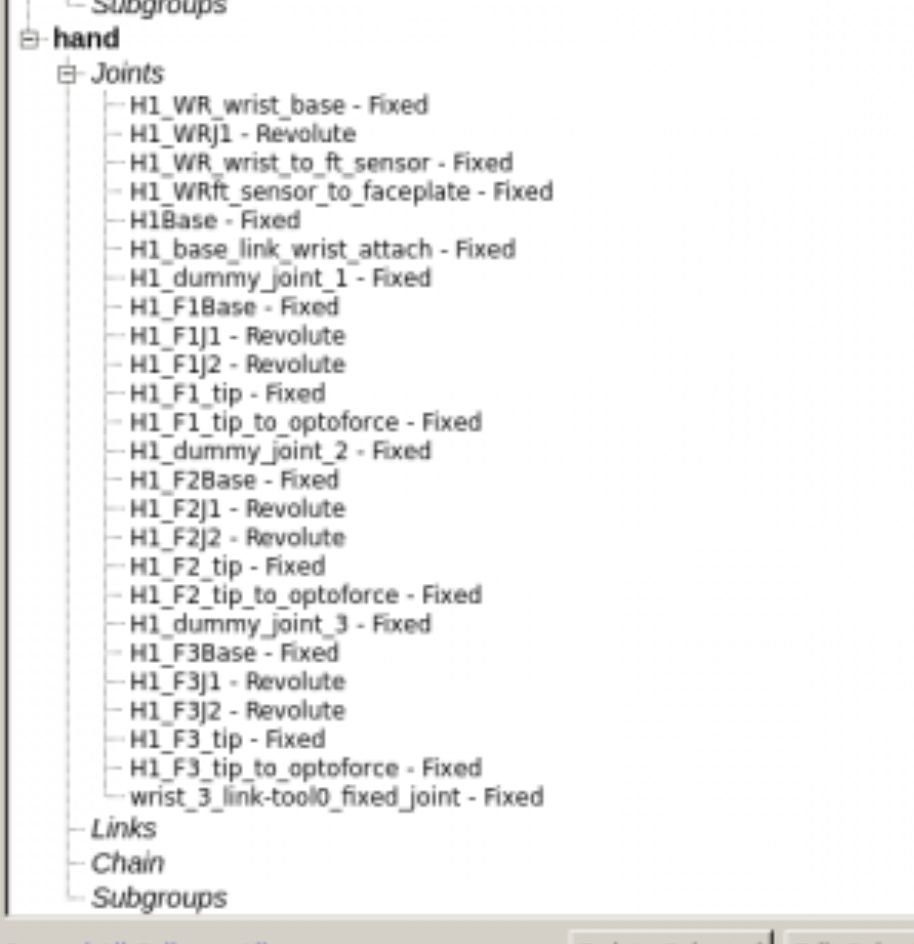 Subgroups
hand
Joints
H1_WR_wrist_base - Fixed
H1_WRJ1 - Revolute
H1_WR_wrist_to_ft_sensor - Fixed
H1_WRft_sensor_to_faceplate - Fixed
H1Base - Fixed
H1_base_link_wrist_attach - Fixed
H1_dummy_joint_1 - Fixed
H1_F1Base - Fixed
H1_F1J1 - Revolute
H1_F1J2 - Revolute
H1_F1_tip - Fixed
H1_F1_tip_to_optoforce - Fixed
H1_dummy_joint_2 - Fixed
H1_F2Base - Fixed
H1_F2J1 - Revolute
H1_F2J2 - Revolute
H1_F2_tip - Fixed
H1_F2_tip_to_optoforce - Fixed
H1_dummy_joint_3 - Fixed
H1_F3Base - Fixed
H1_F3J1 - Revolute
H1_F3J2 - Revolute
H1_F3_tip - Fixed
H1_F3_tip_to_optoforce - Fixed
wrist_3_link-tool0_fixed_joint - Fixed
Links
Chain
Subgroups